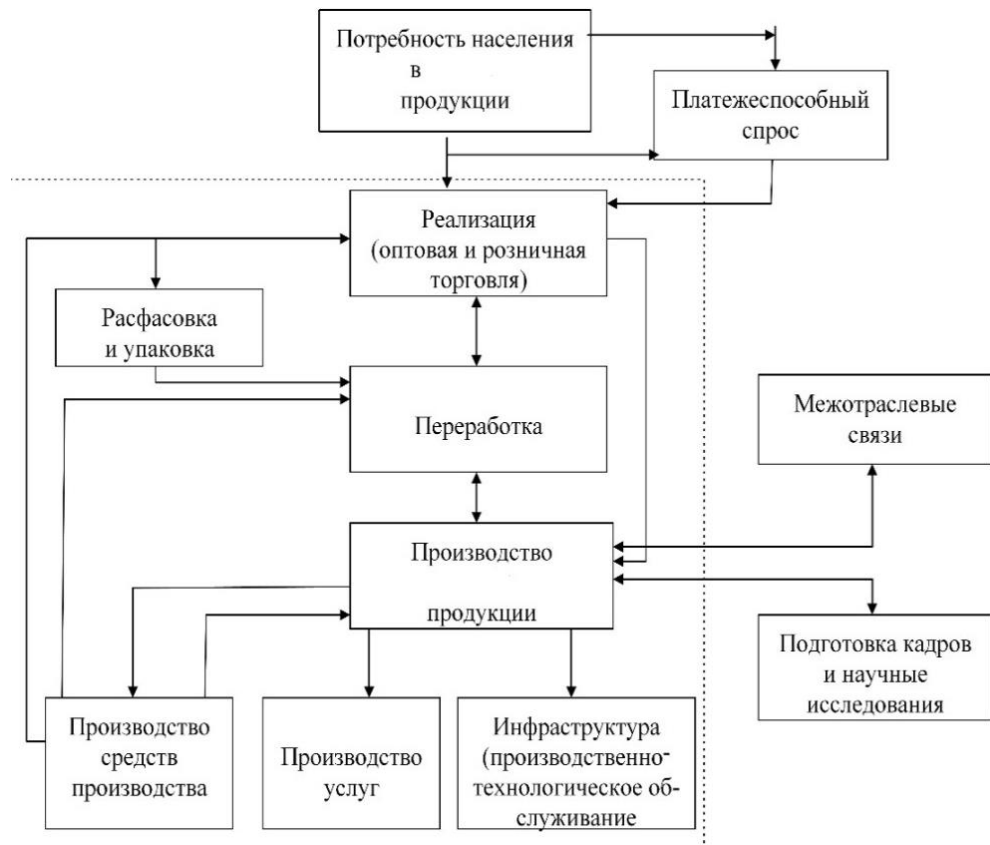 Потребность населения
в
продукции
Платежеспособный
спрос
Реализация
(оптовая и розничная
торговля)
Расфасовка
и упаковка
Переработка
Межотраслевые
связи
Производство
продукции
Подготовка кадров
и научные
исследования
Производство
средств
производства
Производство
услуг
Инфраструктура
(производственно-
технологическое об-
служивание